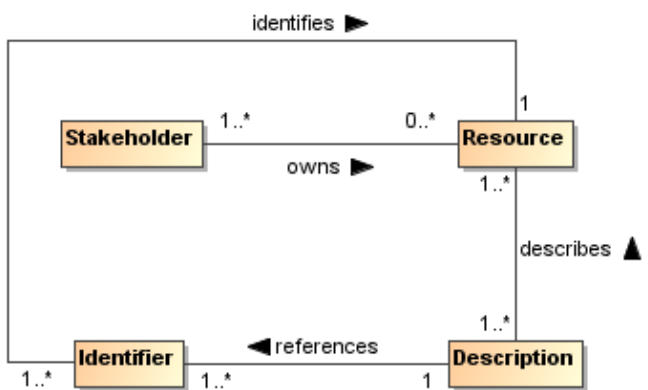 identifies ►
1
Stakeholder
1..*
0..*
Resource
owns ►
1..*
describes ▲
1..*
Identifier
◄ references
Description
1..*
1..*
1